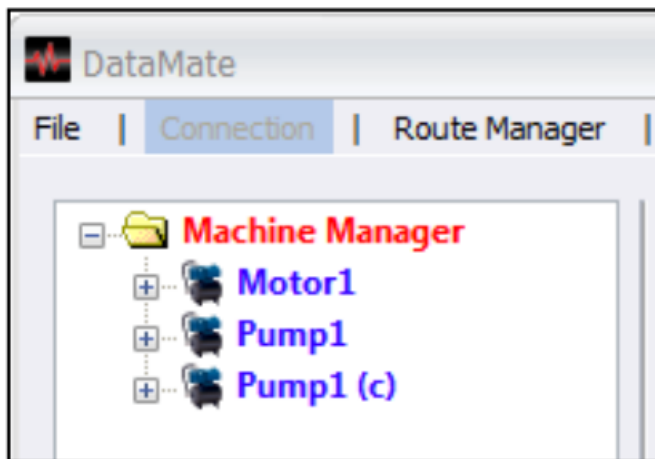 DataMate
File | Connection | Route Manager |
Machine Manager
Motor1
Pump1
Pump1 (c)